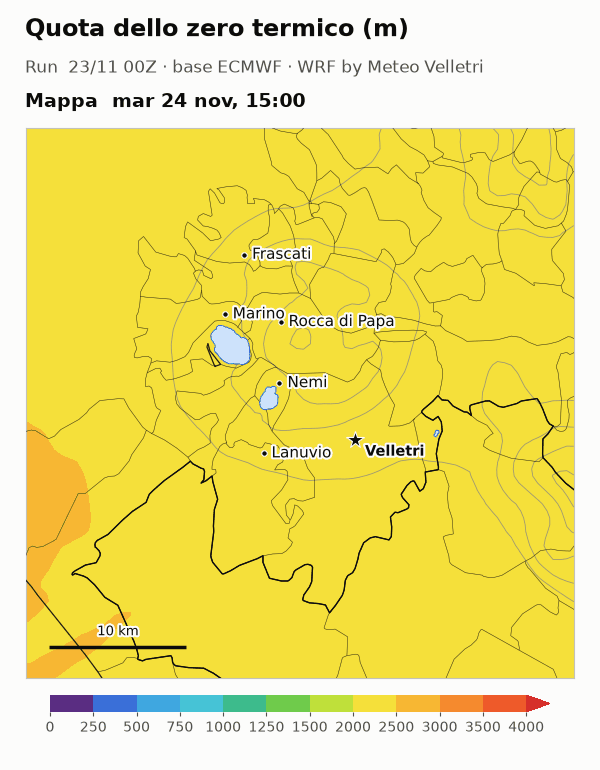 Quota dello zero termico (m)
Run  23/11 00Z · base ECMWF · WRF by Meteo Velletri
Mappa  mar 24 nov, 15:00
Frascati
Marino
Rocca di Papa
Nemi
Velletri
Lanuvio
10 km
0 250 500 750 1000 1250 1500 2000 2500 3000 3500 4000